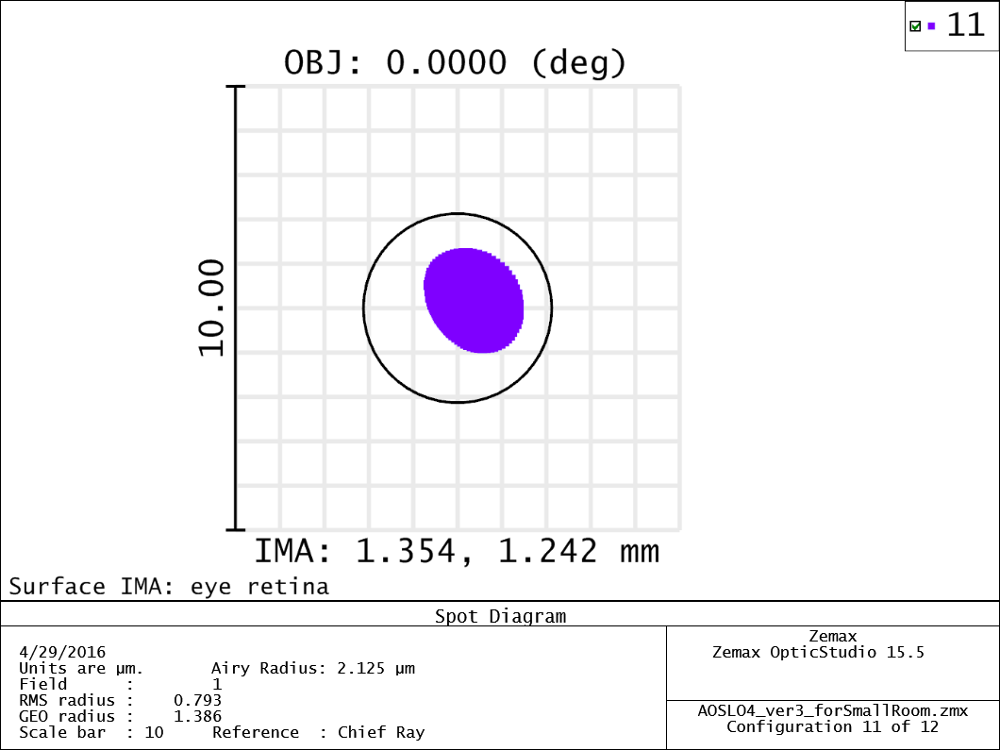 11
OBJ: 0.0000 (deg)
10.00
IMA: 1.354, 1.242 mm
Surface IMA: eye retina
Spot Diagram
4/29/2016
Units are µm. Airy Radius: 2.125 µm
Field : 1
RMS radius : 0.793
GEO radius : 1.386
Scale bar : 10 Reference : Chief Ray
Zemax
Zemax OpticStudio 15.5
AOSLO4_ver3_forSmallRoom.zmx
Configuration 11 of 12